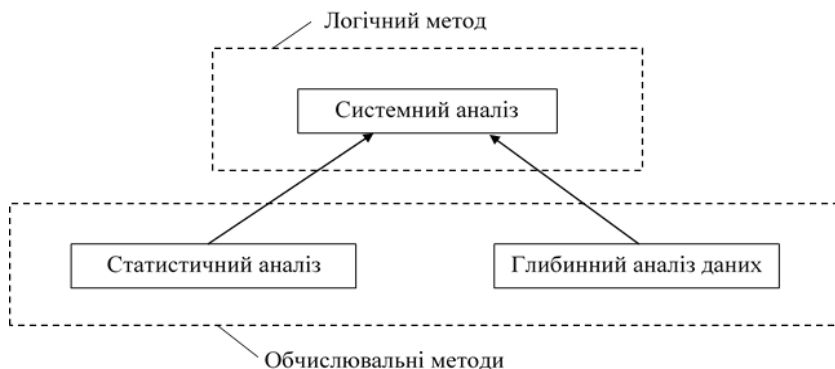 Логічний метод
Системний аналіз
Статистичний аналіз
Глибинний аналіз даних
Обчислювальні методи